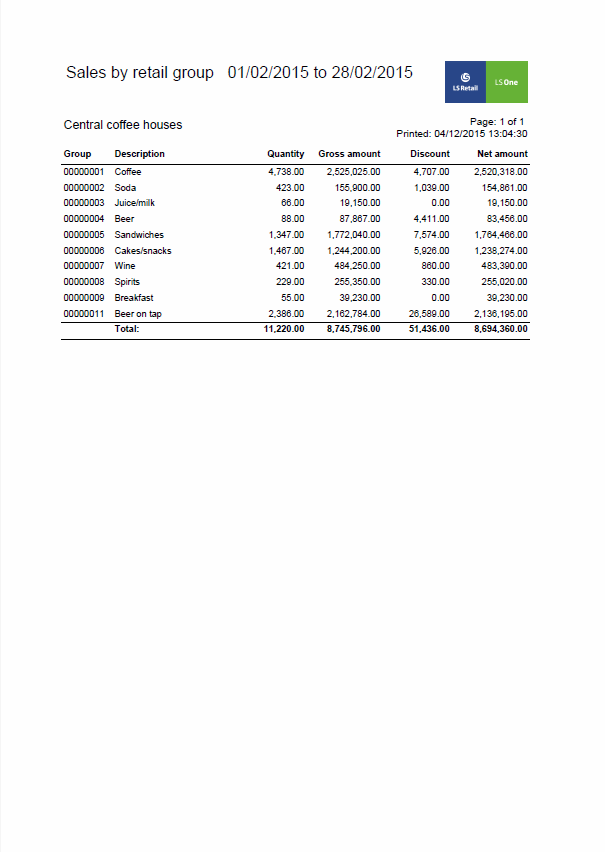 Sales by retail group 01/02/2015 to 28/02/2015
LS Retail
LS One
Central coffee houses
Page: 1 of 1
Printed: 04/12/2015 13:04:30
Group Description Quantity Gross amount Discount Net amount
00000001 Coffee 4,738.00 2,525,025.00 4,707.00 2,520,318.00
00000002 Soda 423.00 155,900.00 1,039.00 154,861.00
00000003 Juice/milk 66.00 19,150.00 0.00 19,150.00
00000004 Beer 88.00 87,867.00 4,411.00 83,456.00
00000005 Sandwiches 1,347.00 1,772,040.00 7,574.00 1,764,466.00
00000006 Cakes/snacks 1,467.00 1,244,200.00 5,926.00 1,238,274.00
00000007 Wine 421.00 484,250.00 860.00 483,390.00
00000008 Spirits 229.00 255,350.00 330.00 255,020.00
00000009 Breakfast 55.00 39,230.00 0.00 39,230.00
00000011 Beer on tap 2,386.00 2,162,784.00 26,589.00 2,136,195.00
Total: 11,220.00 8,745,796.00 51,436.00 8,694,360.00